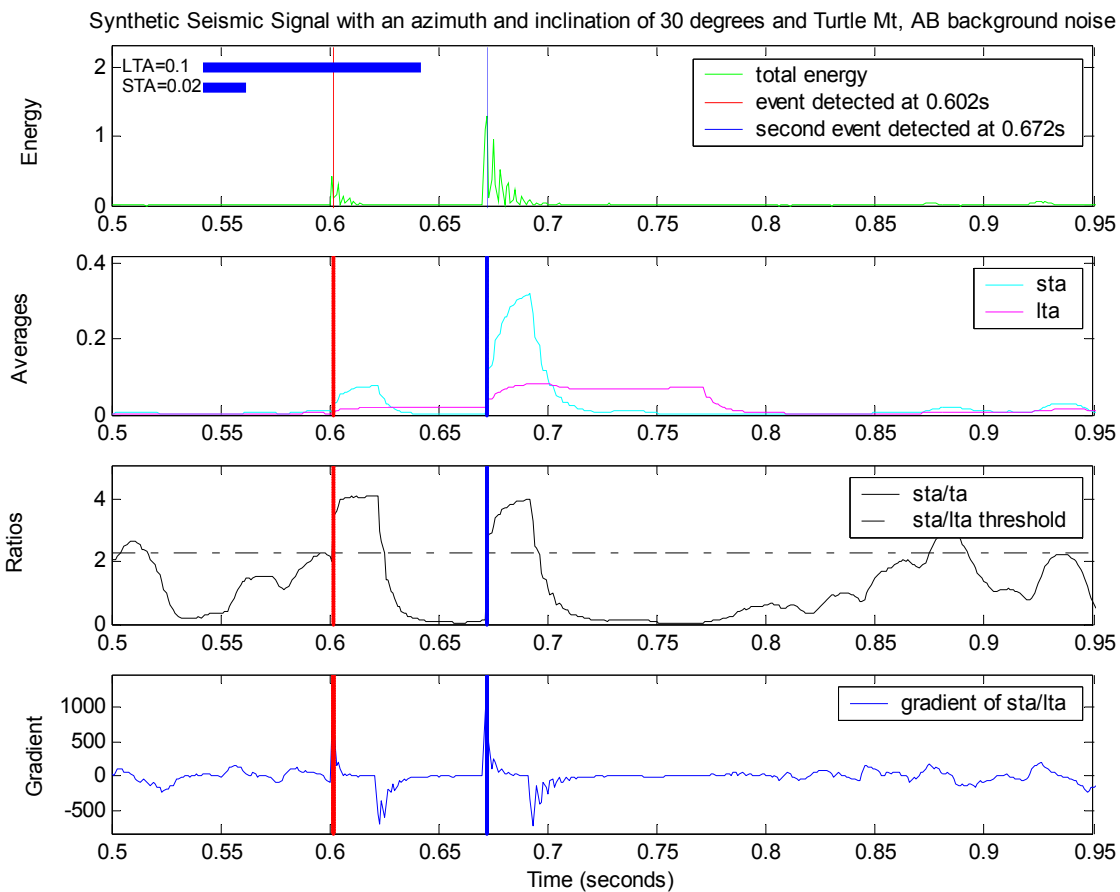 Synthetic Seismic Signal with an azimuth and inclination of 30 degrees and Turtle Mt, AB background noise
Energy
2
1
0
LTA=0.1
STA=0.02
total energy
event detected at 0.602s
second event detected at 0.672s
0.5 0.55 0.6 0.65 0.7 0.75 0.8 0.85 0.9 0.95
Averages
0.4
0.2
0
sta
lta
0.5 0.55 0.6 0.65 0.7 0.75 0.8 0.85 0.9 0.95
Ratios
4
2
0
sta/ta
sta/lta threshold
0.5 0.55 0.6 0.65 0.7 0.75 0.8 0.85 0.9 0.95
Gradient
1000
500
0
-500
gradient of sta/lta
0.5 0.55 0.6 0.65 0.7 0.75 0.8 0.85 0.9 0.95
Time (seconds)